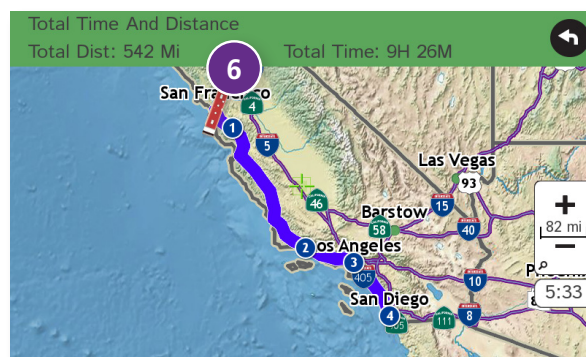 Total Time And Distance
Total Dist: 542 Mi
Total Time: 9H 26M
6
San Francisco
4
1
5
Las Vegas
93
46
15
Barstow
58
40
2
os Angeles
3
405
10
San Diego
4
111
8
+
82 mi
−
5:33